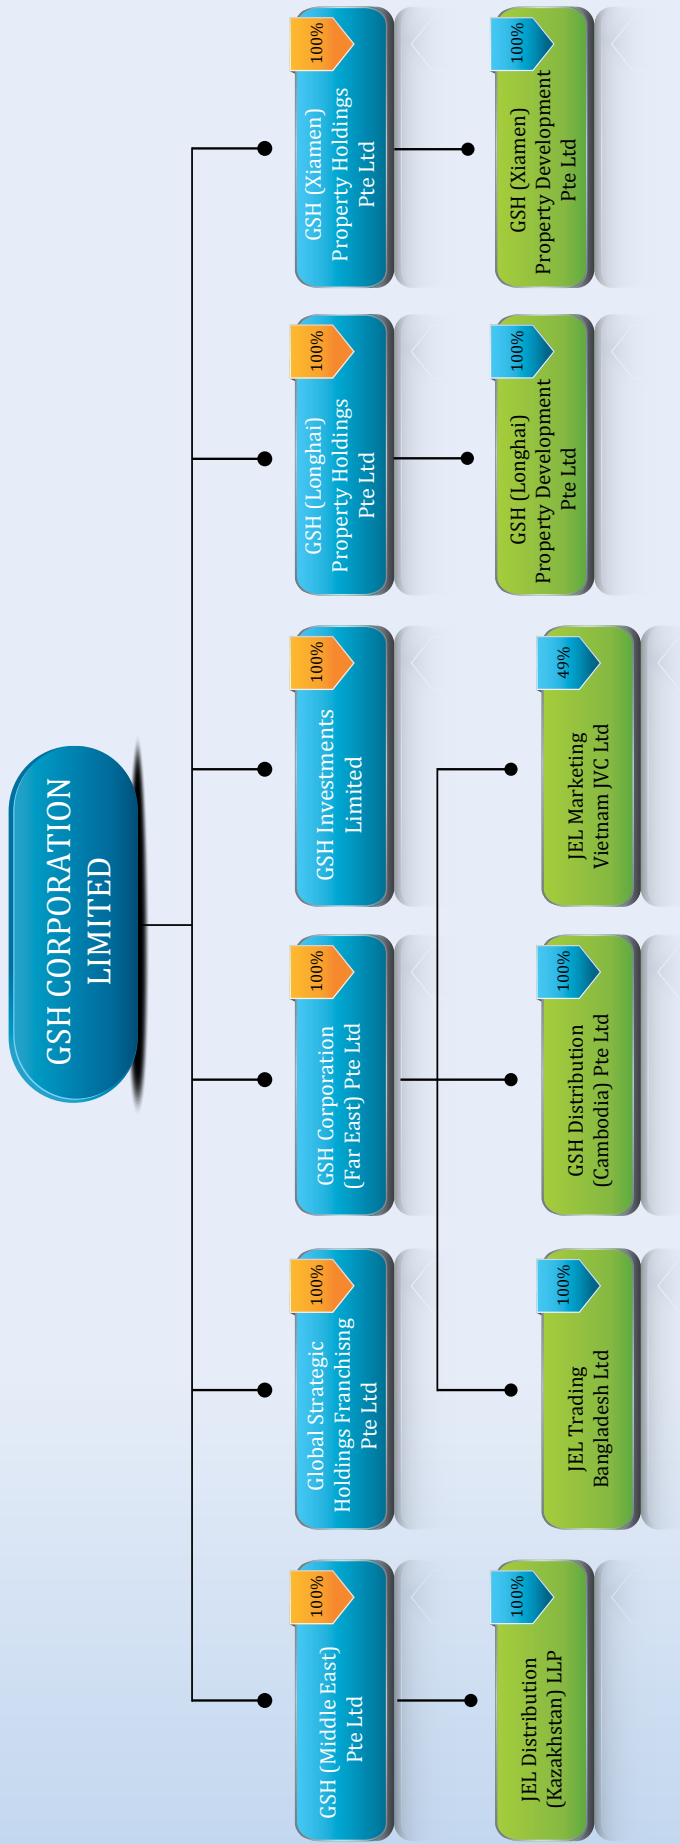 GSH CORPORATION
LIMITED
100%
GSH (Middle East)
Pte Ltd
100%
Global Strategic
Holdings Franchisng
Pte Ltd
100%
GSH Corporation
(Far East) Pte Ltd
100%
GSH Investments
Limited
100%
GSH (Longhai)
Property Holdings
Pte Ltd
100%
GSH (Xiamen)
Property Holdings
Pte Ltd
100%
JEL Distribution
(Kazakhstan) LLP
100%
JEL Trading
Bangladesh Ltd
100%
GSH Distribution
(Cambodia) Pte Ltd
49%
JEL Marketing
Vietnam JVC Ltd
100%
GSH (Longhai)
Property Development
Pte Ltd
100%
GSH (Xiamen)
Property Development
Pte Ltd